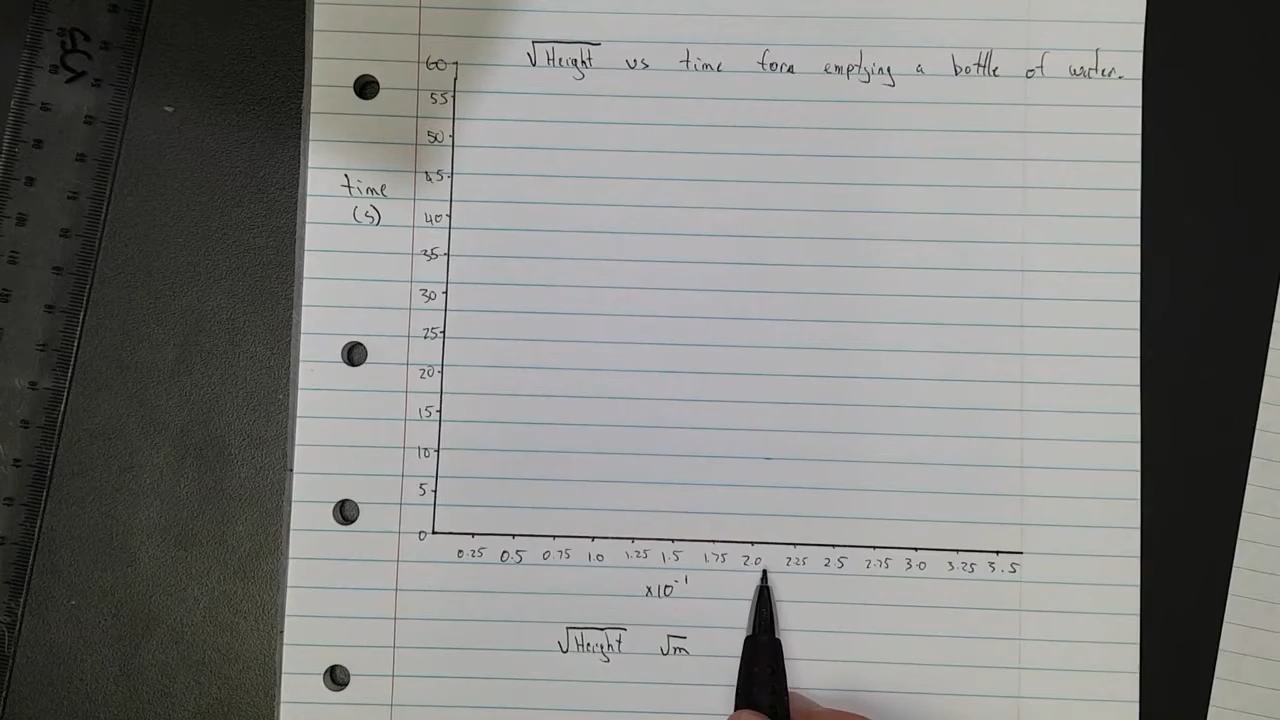 √Height vs time fora emptying a bottle of water.
60
55
50
45
time
(s)
40
35
30
25
20
15
10
5
0
0.25 0.5 0.75 1.0 1.25 1.5 1.75 2.0 2.25 2.5 2.75 3.0 3.25 3.5
x10⁻¹
√Height √m